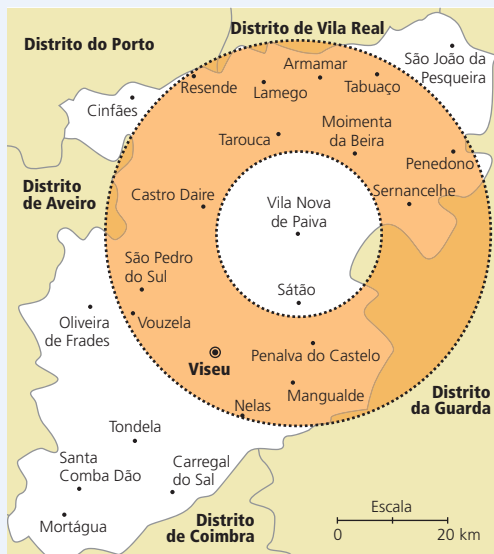 Distrito de Vila Real
Distrito do Porto
São João da
Pesqueira
Armamar
Resende
Lamego
Tabuaço
Cinfães
Tarouca
Moimenta
da Beira
Penedono
Distrito
de Aveiro
Castro Daire
Sernancelhe
Vila Nova
de Paiva
São Pedro
do Sul
Sátão
Oliveira
de Frades
Vouzela
Viseu
Penalva do Castelo
Mangualde
Distrito
da Guarda
Nelas
Tondela
Santa
Comba Dão
Carregal
do Sal
Mortágua
Distrito
de Coimbra
Escala
0
20 km